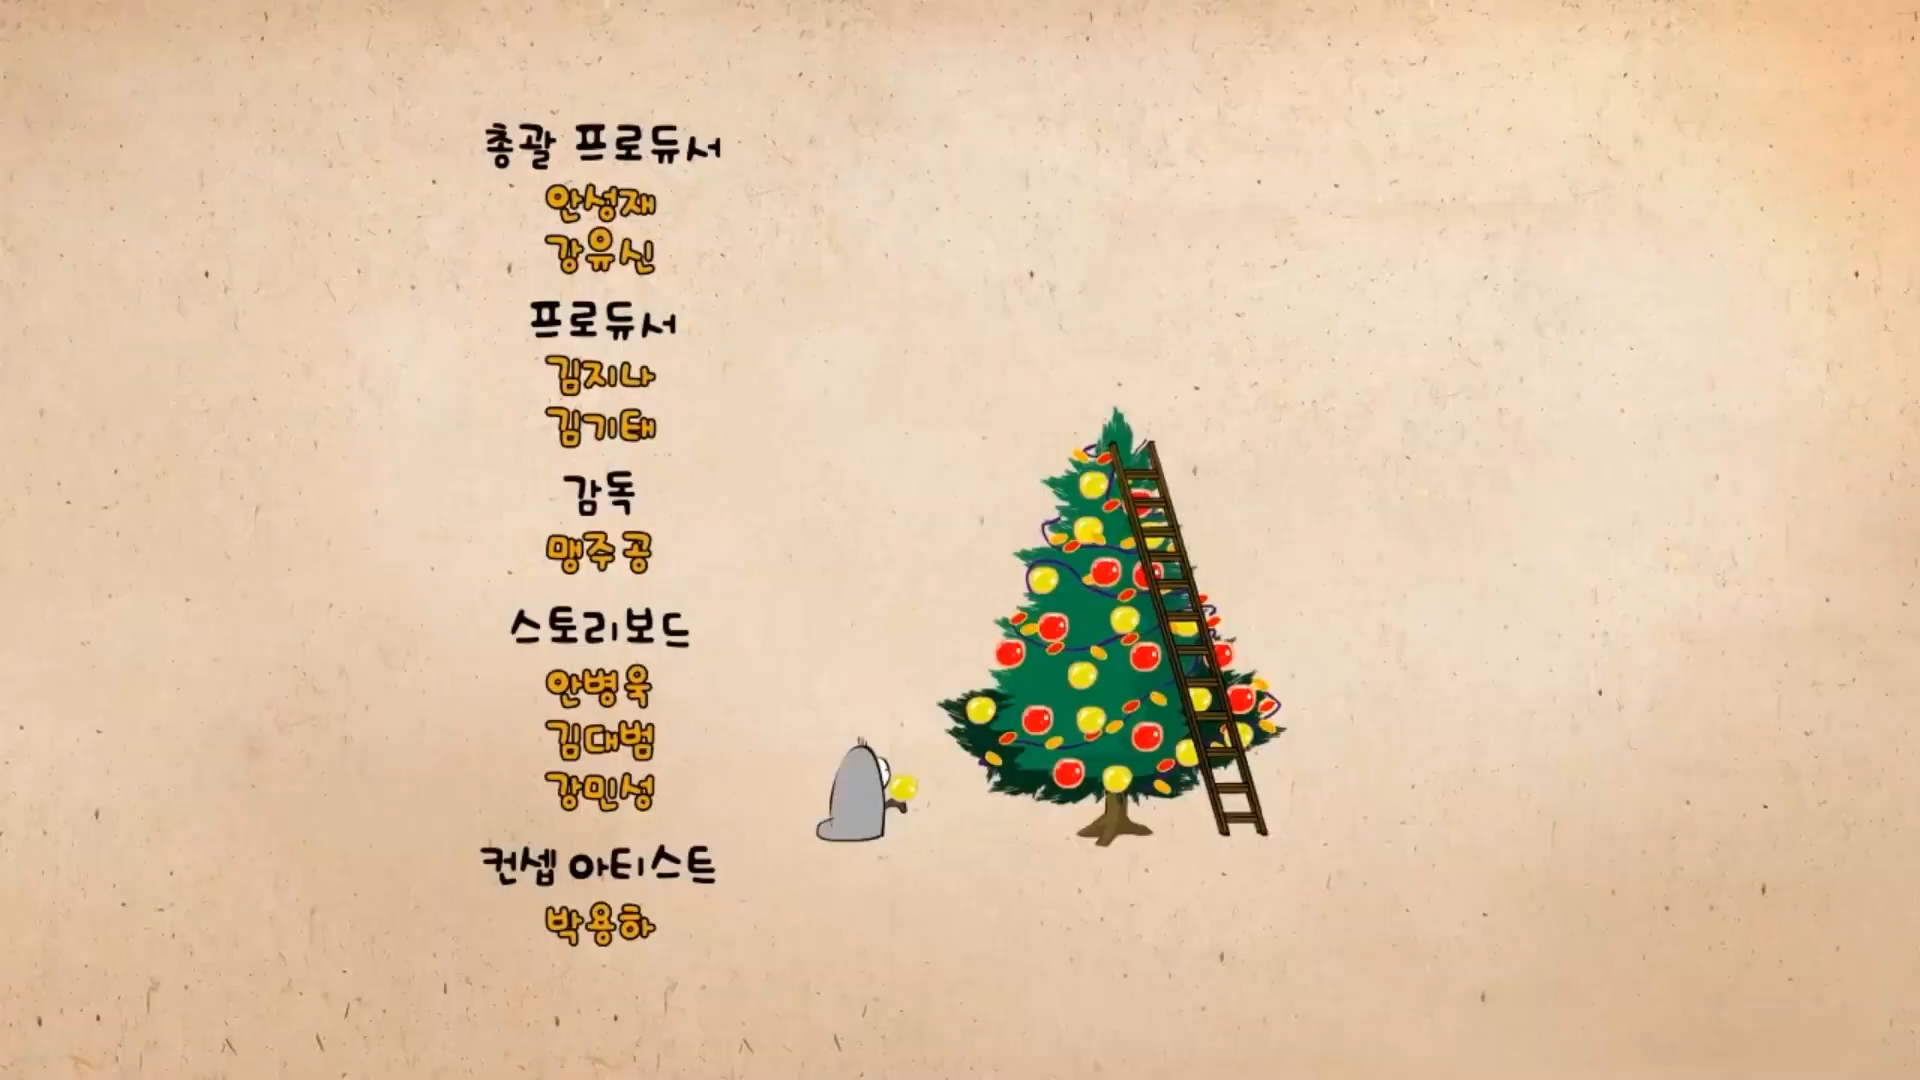 총괄 프로듀서
안성재
강유신
프로듀서
김지나
김기태
감독
맹주공
스토리보드
안병욱
김대범
강민성
컨셉 아티스트
박용하